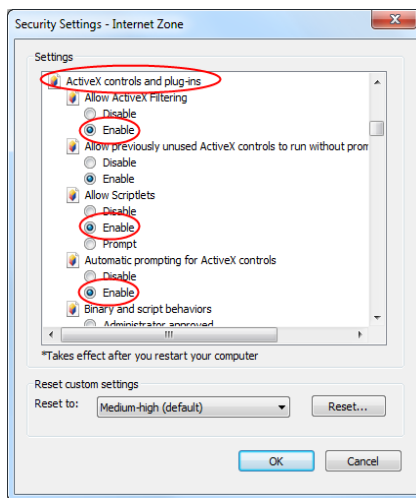 Security Settings - Internet Zone
Settings
ActiveX controls and plug-ins
Allow ActiveX Filtering
Disable
Enable
Allow previously unused ActiveX controls to run without prom
Disable
Enable
Allow Scriptlets
Disable
Enable
Prompt
Automatic prompting for ActiveX controls
Disable
Enable
Binary and script behaviors
Administrator approved
*Takes effect after you restart your computer
Reset custom settings
Reset to: Medium-high (default) Reset...
OK Cancel